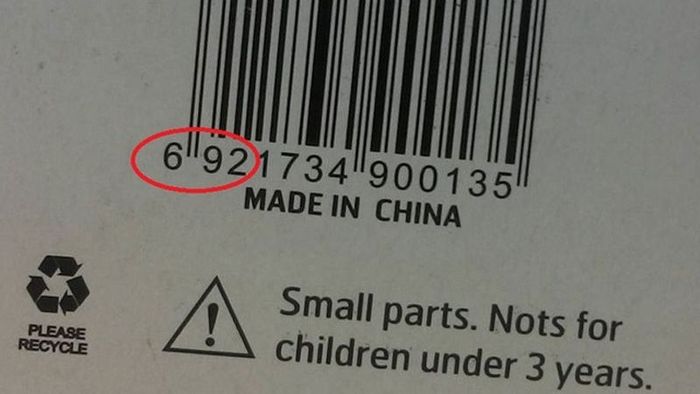 6 921734 900135
MADE IN CHINA
PLEASE
RECYCLE
Small parts. Nots for
children under 3 years.